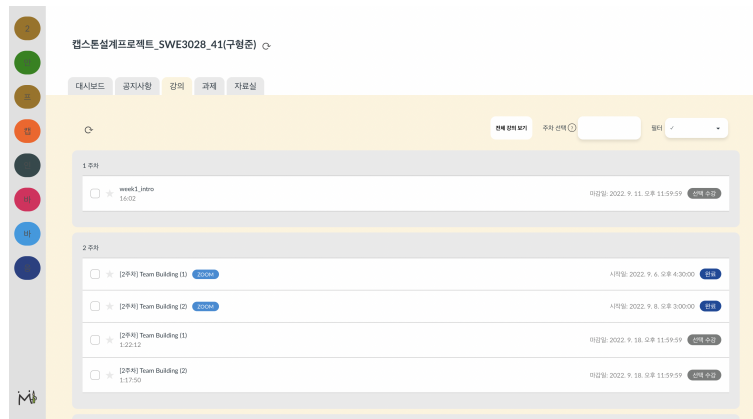 2
캡스톤설계프로젝트_SWE3028_41(구형준)
대시보드 공지사항 강의 과제 자료실
전체 강의 보기 주차 선택 ? 필터 ✓
캡
1 주차
week1_intro
16:02
마감일: 2022. 9. 11. 오후 11:59:59 선택 수강
바
2 주차
[2주차] Team Building (1) ZOOM 시작일: 2022. 9. 6. 오후 4:30:00 완료
[2주차] Team Building (2) ZOOM 시작일: 2022. 9. 8. 오후 3:00:00 완료
[2주차] Team Building (1)
1:22:12
마감일: 2022. 9. 18. 오후 11:59:59 선택 수강
[2주차] Team Building (2)
1:17:50
마감일: 2022. 9. 18. 오후 11:59:59 선택 수강